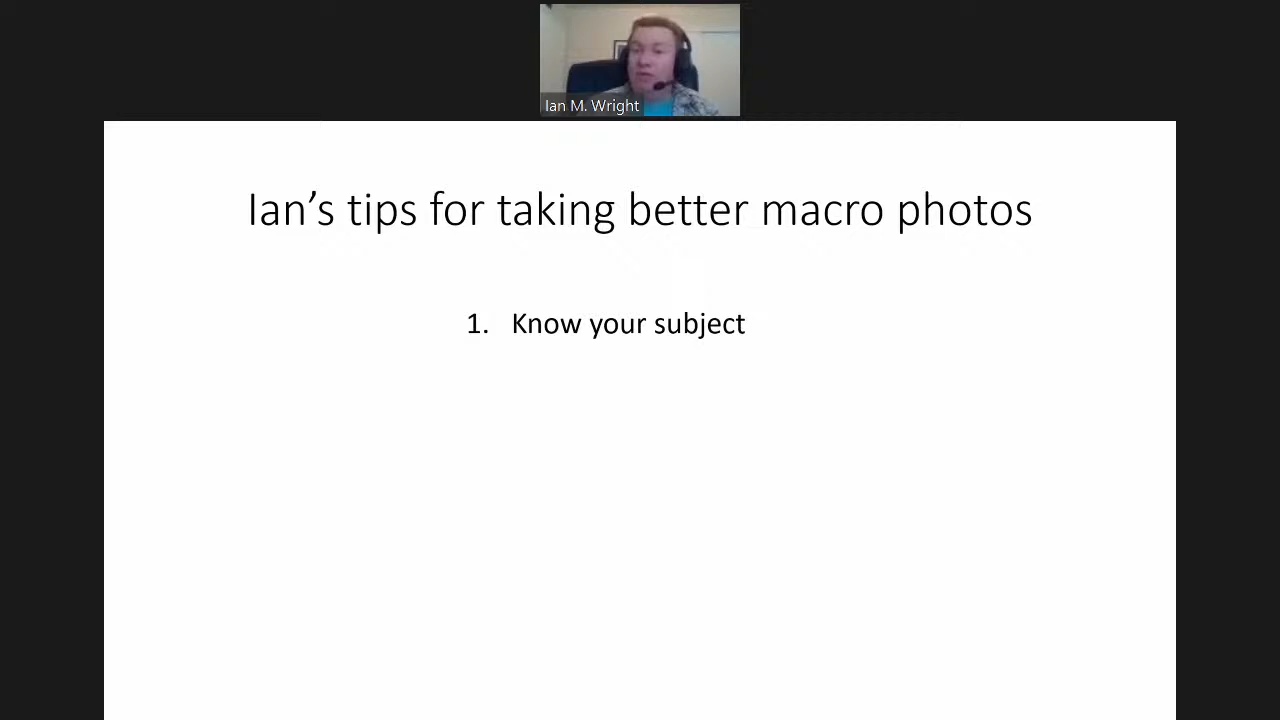 Ian M. Wright
Ian’s tips for taking better macro photos
1. Know your subject